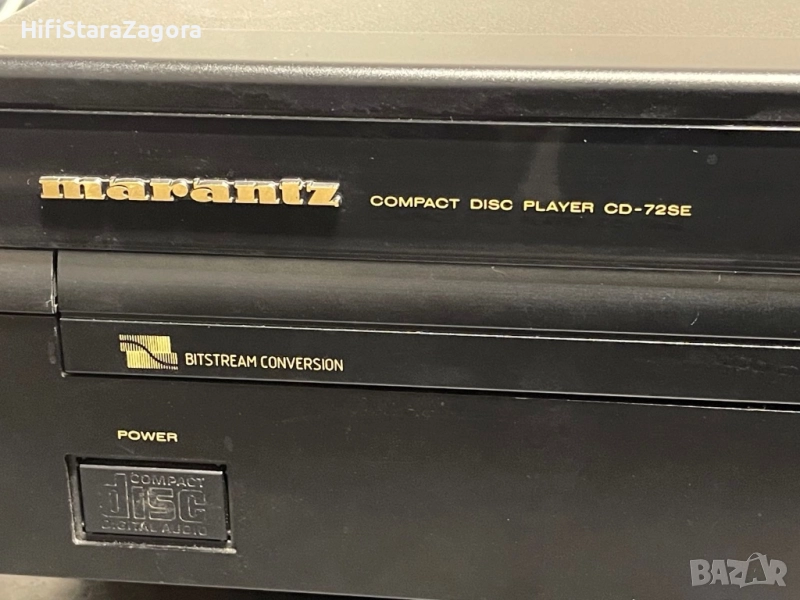 HifiStaraZagora
marantz COMPACT DISC PLAYER CD-72SE
BITSTREAM CONVERSION
POWER
COMPACT
disc
DIGITAL AUDIO
BAZAR